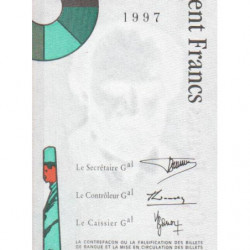 1997
ent Francs
Le Secrétaire Gal
Le Contrôleur Gal
Le Caissier Gal
LA CONTREFAÇON OU LA FALSIFICATION DES BILLETS
DE BANQUE ET LA MISE EN CIRCULATION DES BILLETS